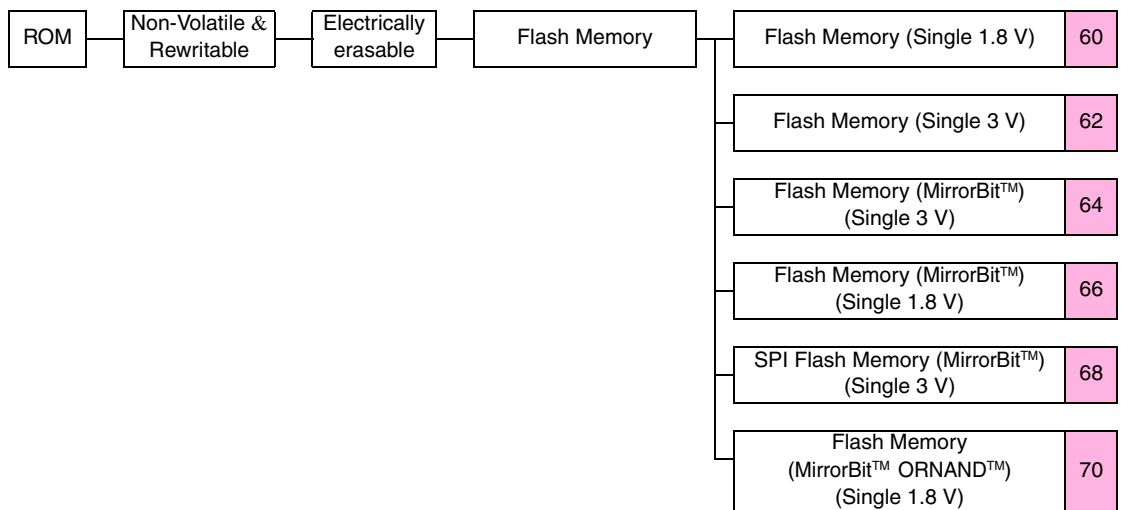 ROM
Non-Volatile &
Rewritable
Electrically
erasable
Flash Memory
Flash Memory (Single 1.8 V)
60
Flash Memory (Single 3 V)
62
Flash Memory (MirrorBit™)
(Single 3 V)
64
Flash Memory (MirrorBit™)
(Single 1.8 V)
66
SPI Flash Memory (MirrorBit™)
(Single 3 V)
68
Flash Memory
(MirrorBit™ ORNAND™)
(Single 1.8 V)
70